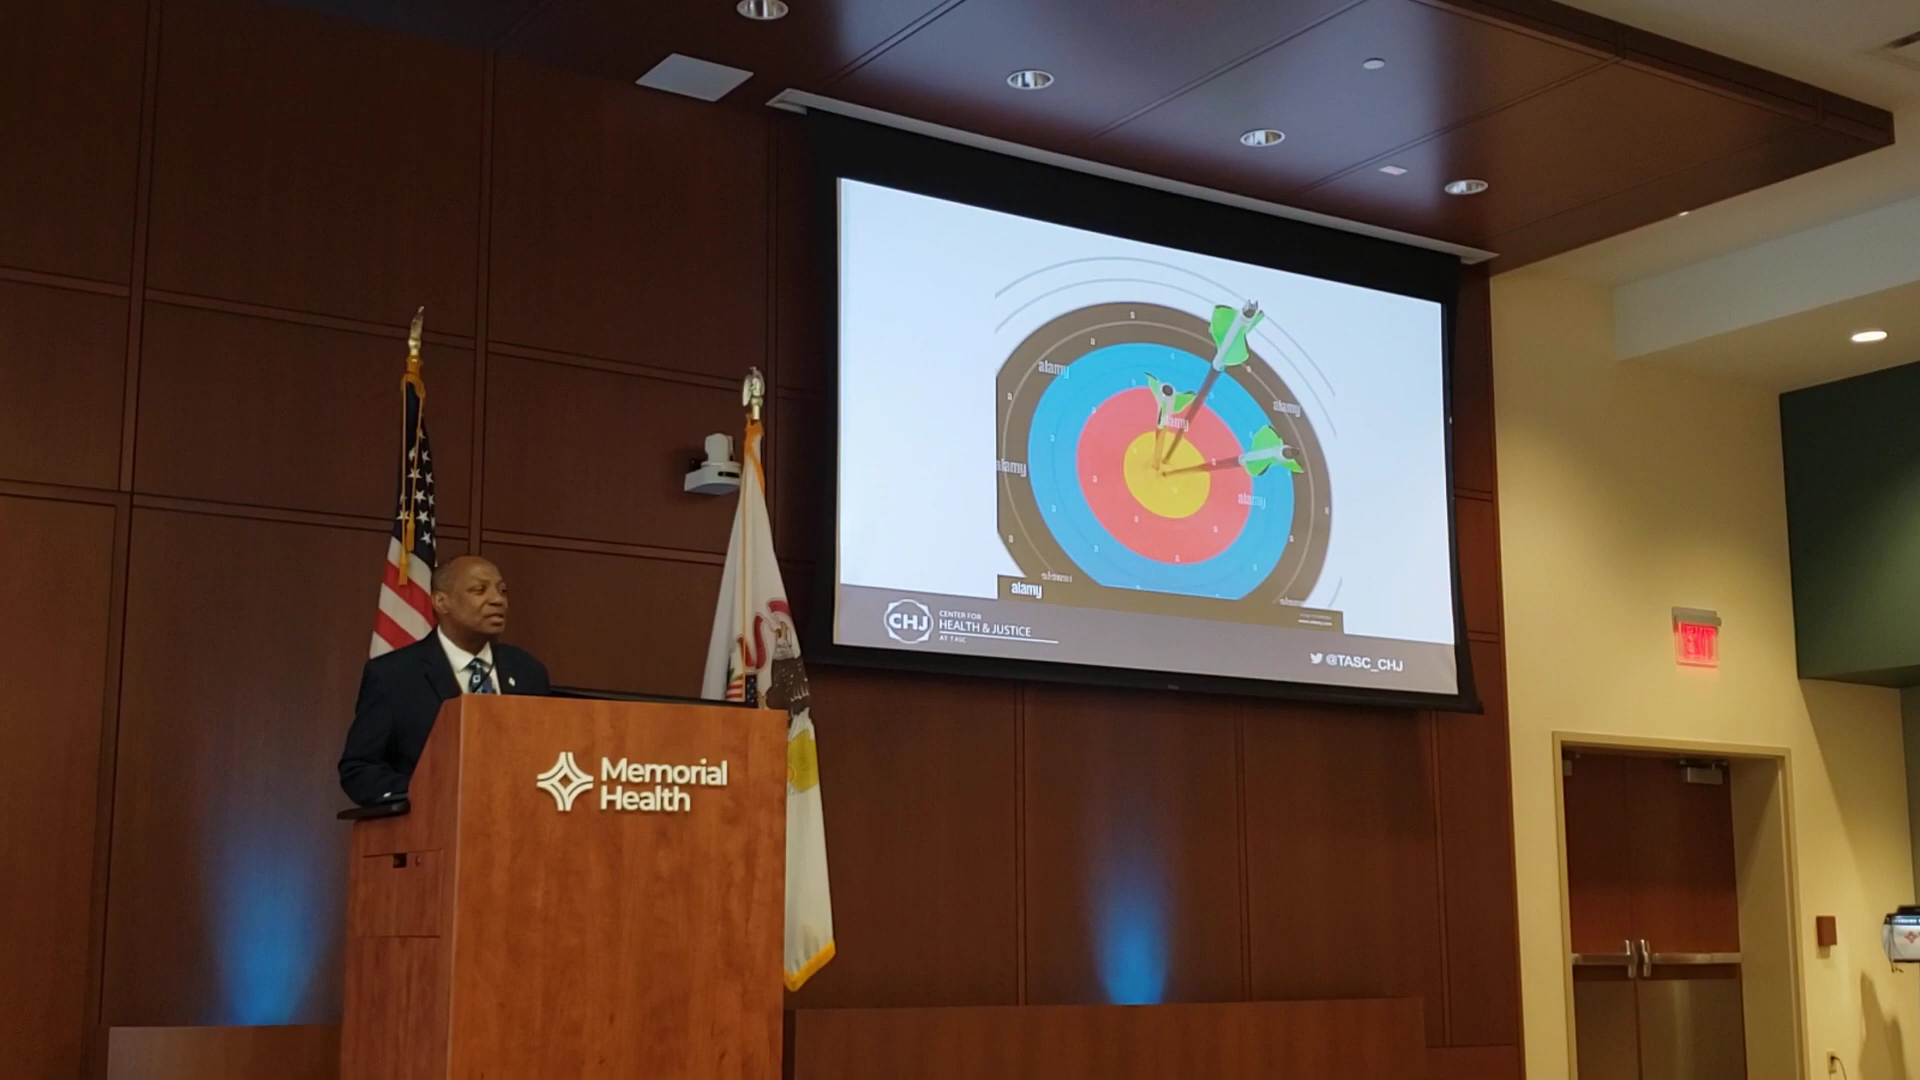 alamy
alamy
alamy
alamy
alamy
alamy
CHJ
CENTER FOR
HEALTH & JUSTICE
AT TASC
@TASC_CHJ
EXIT
Memorial
Health